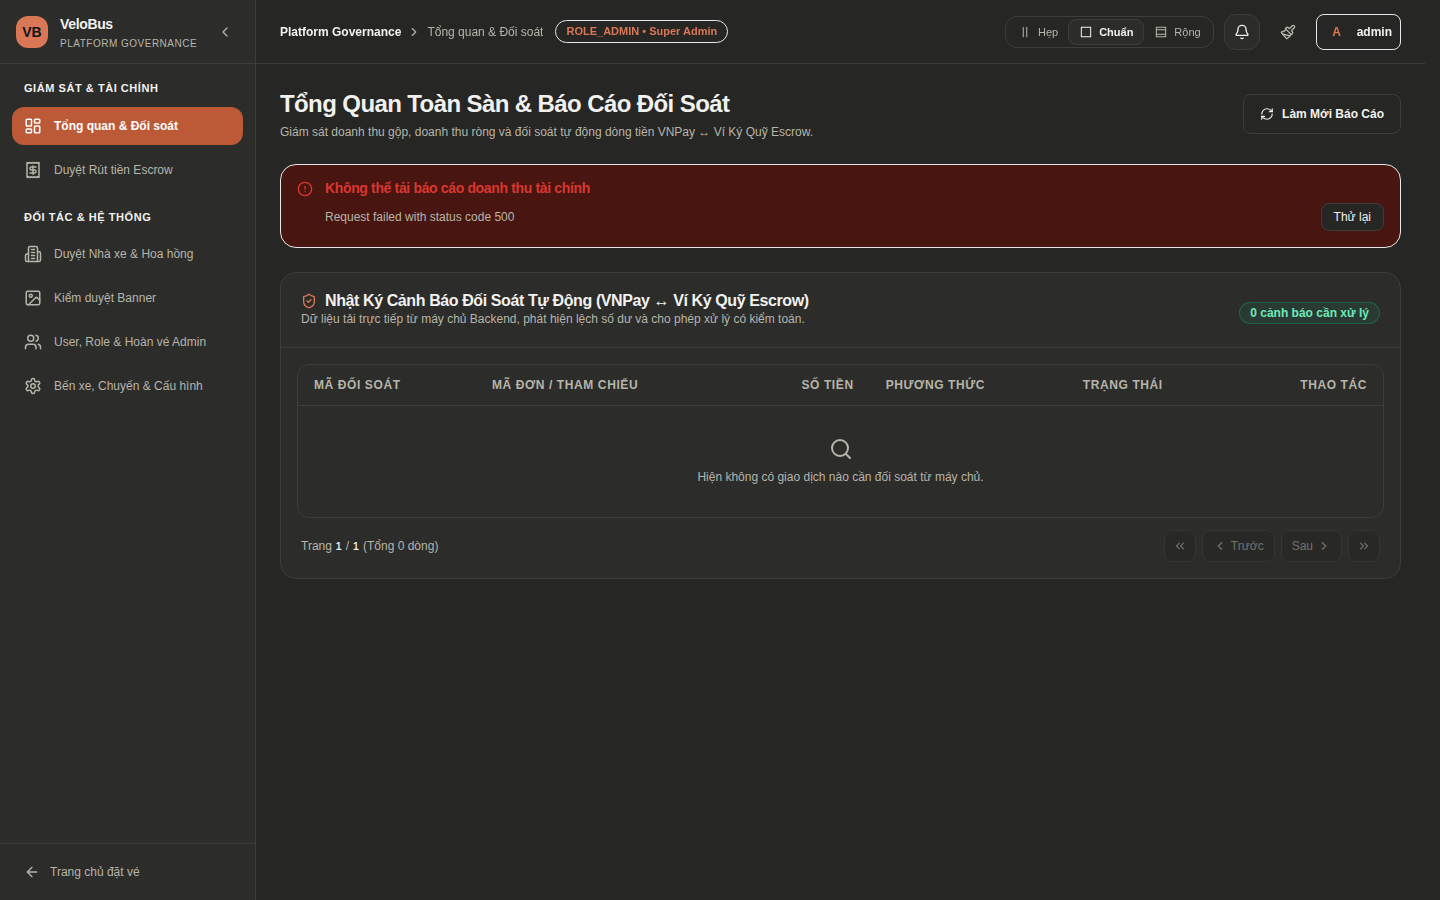 VB
VeloBus
PLATFORM GOVERNANCE
Platform Governance
Tổng quan & Đối soát
ROLE_ADMIN • Super Admin
Hẹp
Chuẩn
Rộng
A
admin
GIÁM SÁT & TÀI CHÍNH
Tổng quan & Đối soát
Duyệt Rút tiền Escrow
ĐỐI TÁC & HỆ THỐNG
Duyệt Nhà xe & Hoa hồng
Kiểm duyệt Banner
User, Role & Hoàn vé Admin
Bến xe, Chuyến & Cấu hình
Trang chủ đặt vé
Tổng Quan Toàn Sàn & Báo Cáo Đối Soát
Giám sát doanh thu gộp, doanh thu ròng và đối soát tự động dòng tiền VNPay ↔ Ví Ký Quỹ Escrow.
Làm Mới Báo Cáo
Không thể tải báo cáo doanh thu tài chính
Request failed with status code 500
Thử lại
Nhật Ký Cảnh Báo Đối Soát Tự Động (VNPay ↔ Ví Ký Quỹ Escrow)
Dữ liệu tải trực tiếp từ máy chủ Backend, phát hiện lệch số dư và cho phép xử lý có kiểm toán.
0 cảnh báo cần xử lý
MÃ ĐỐI SOÁT
MÃ ĐƠN / THAM CHIẾU
SỐ TIỀN
PHƯƠNG THỨC
TRẠNG THÁI
THAO TÁC
Hiện không có giao dịch nào cần đối soát từ máy chủ.
Trang 1 / 1 (Tổng 0 dòng)
Trước
Sau